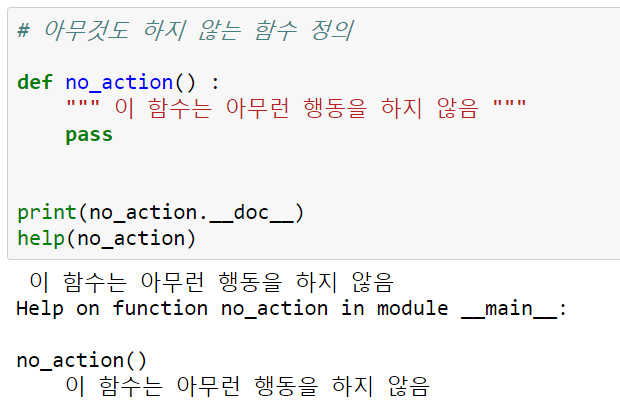 # 아무것도 하지 않는 함수 정의
def no_action() :
""" 이 함수는 아무런 행동을 하지 않음 """
pass
print(no_action.__doc__)
help(no_action)
이 함수는 아무런 행동을 하지 않음
Help on function no_action in module __main__:
no_action()
이 함수는 아무런 행동을 하지 않음